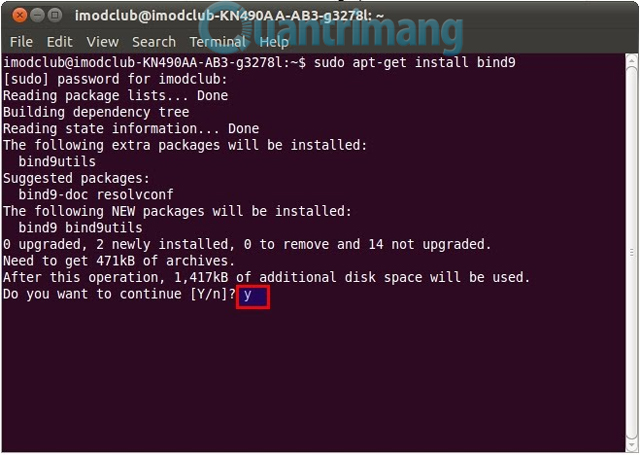 imodclub@imodclub-KN490AA-AB3-g3278l: ~
Quantrimang
File Edit View Search Terminal Help
imodclub@imodclub-KN490AA-AB3-g3278l:~$ sudo apt-get install bind9
[sudo] password for imodclub:
Reading package lists... Done
Building dependency tree
Reading state information... Done
The following extra packages will be installed:
  bind9utils
Suggested packages:
  bind9-doc resolvconf
The following NEW packages will be installed:
  bind9 bind9utils
0 upgraded, 2 newly installed, 0 to remove and 14 not upgraded.
Need to get 471kB of archives.
After this operation, 1,417kB of additional disk space will be used.
Do you want to continue [Y/n]? y